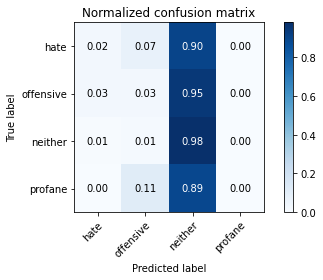 Normalized confusion matrix
True label
hate 0.02 0.07 0.90 0.00
offensive 0.03 0.03 0.95 0.00
neither 0.01 0.01 0.98 0.00
profane 0.00 0.11 0.89 0.00
hate offensive neither profane
Predicted label
0.8
0.6
0.4
0.2
0.0